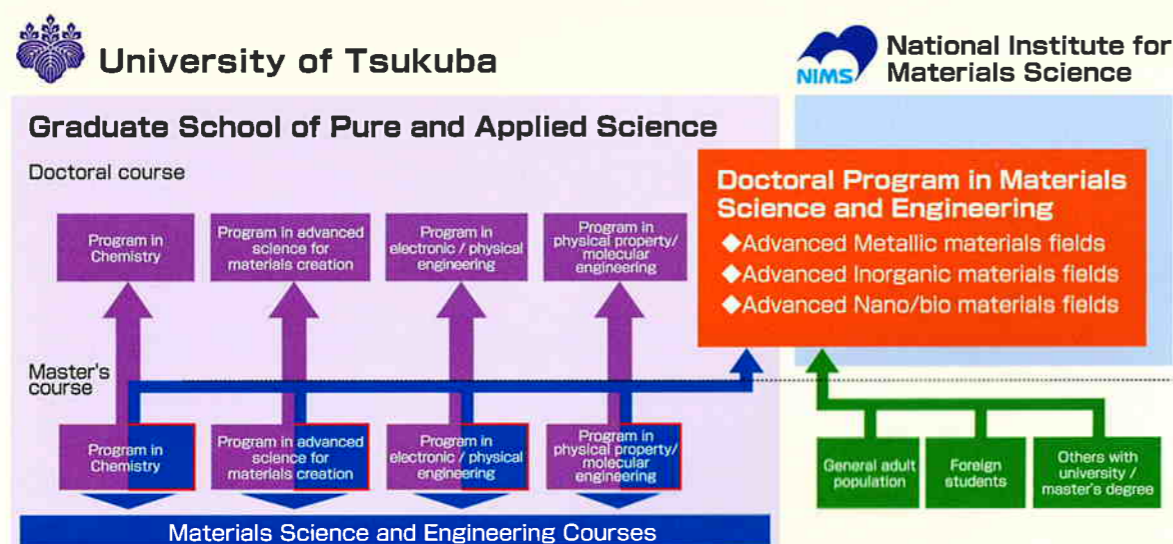 University of Tsukuba
NIMS
National Institute for
Materials Science
Graduate School of Pure and Applied Science
Doctoral course
Program in
Chemistry
Program in advanced
science for
materials creation
Program in
electronic / physical
engineering
Program in
physical property/
molecular
engineering
Doctoral Program in Materials
Science and Engineering
◆Advanced Metallic materials fields
◆Advanced Inorganic materials fields
◆Advanced Nano/bio materials fields
Master's
course
Program in
Chemistry
Program in advanced
science for
materials creation
Program in
electronic / physical
engineering
Program in
physical property/
molecular
engineering
General adult
population
Foreign
students
Others with
university /
master's degree
Materials Science and Engineering Courses